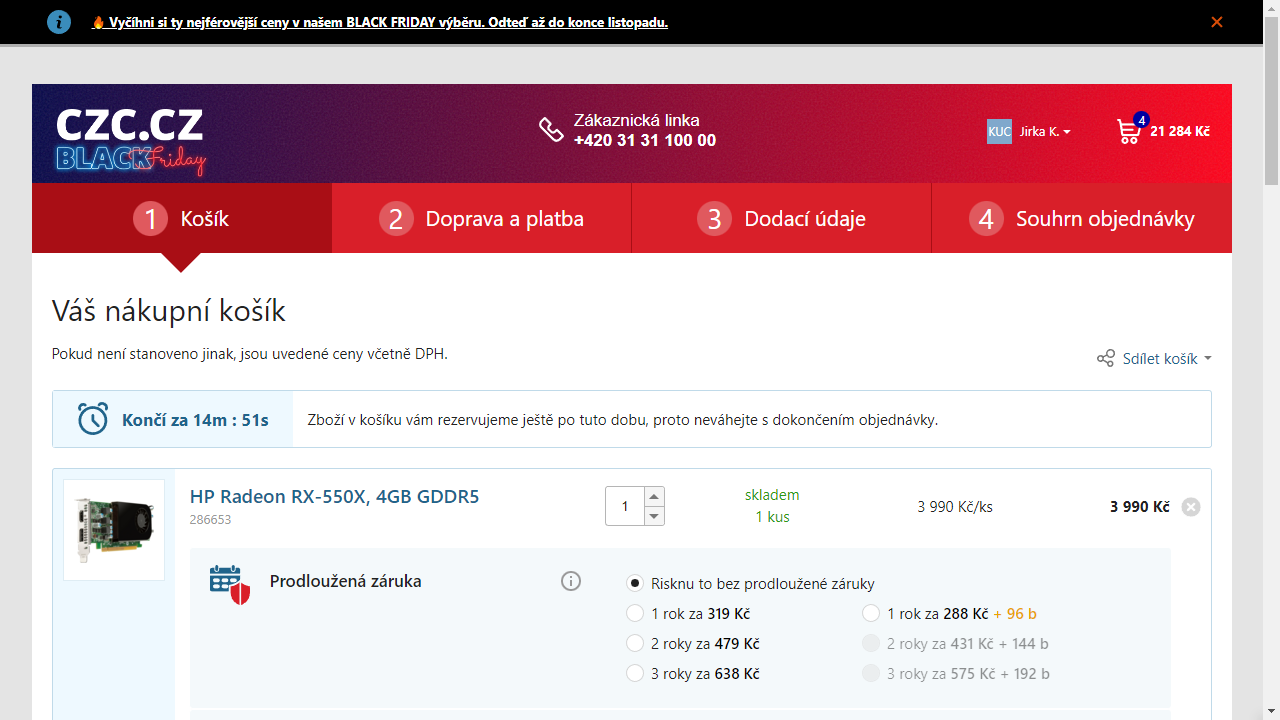 🔥 Vyčíhni si ty nejférovější ceny v našem BLACK FRIDAY výběru. Odteď až do konce listopadu.
CZC.CZ
BLACK Friday
Zákaznická linka
+420 31 31 100 00
KUC Jirka K.
4
21 284 Kč
1 Košík
2 Doprava a platba
3 Dodací údaje
4 Souhrn objednávky
Váš nákupní košík
Pokud není stanoveno jinak, jsou uvedené ceny včetně DPH.
Sdílet košík
Končí za 14m : 51s
Zboží v košíku vám rezervujeme ještě po tuto dobu, proto neváhejte s dokončením objednávky.
HP Radeon RX-550X, 4GB GDDR5
286653
1
skladem
1 kus
3 990 Kč/ks
3 990 Kč
Prodloužená záruka
Risknu to bez prodloužené záruky
1 rok za 319 Kč
1 rok za 288 Kč + 96 b
2 roky za 479 Kč
2 roky za 431 Kč + 144 b
3 roky za 638 Kč
3 roky za 575 Kč + 192 b